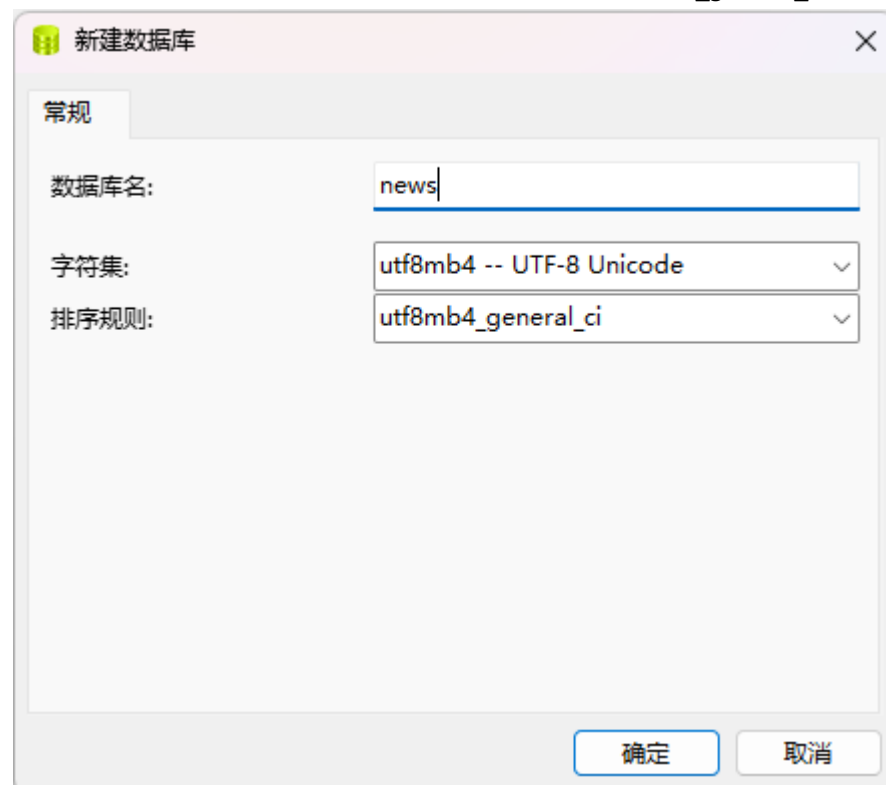 新建数据库
常规
数据库名: news
字符集: utf8mb4 -- UTF-8 Unicode
排序规则: utf8mb4_general_ci
确定 取消